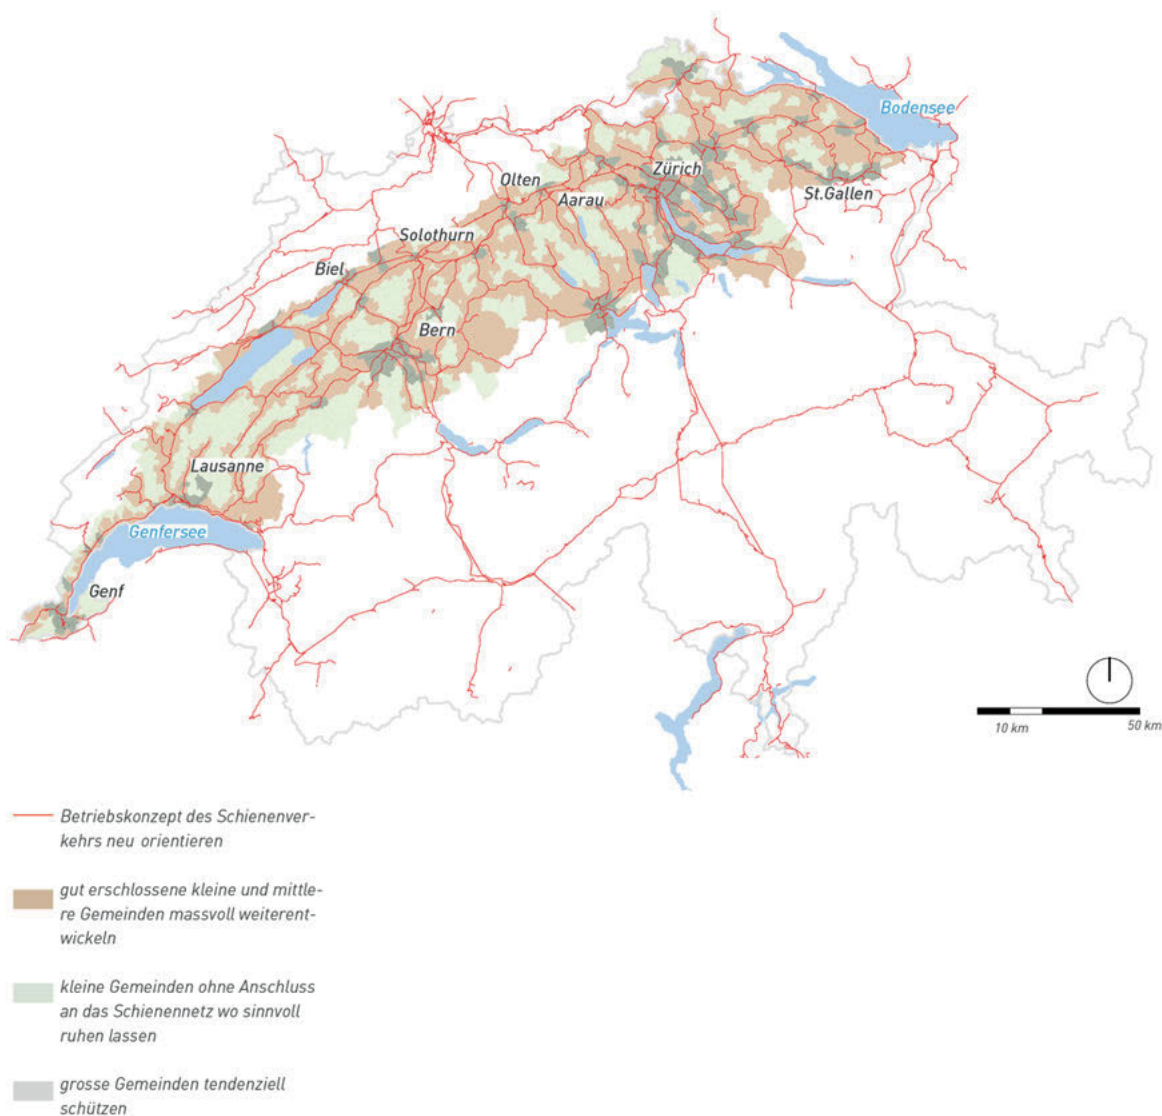 Bodensee
Zürich
Olten
Aarau
St.Gallen
Solothurn
Biel
Bern
Lausanne
Genfersee
Genf
10 km
50 km
Betriebskonzept des Schienenver-
kehrs neu orientieren
gut erschlossene kleine und mittle-
re Gemeinden massvoll weiterent-
wickeln
kleine Gemeinden ohne Anschluss
an das Schienennetz wo sinnvoll
ruhen lassen
grosse Gemeinden tendenziell
schützen